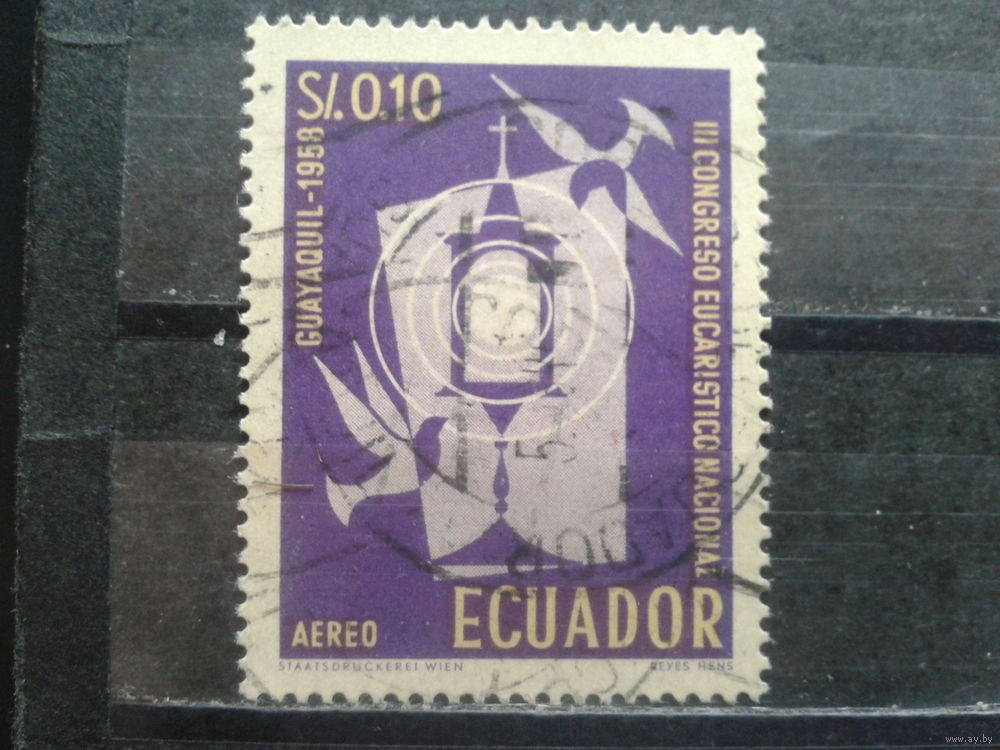 S/. 0.10
GUAYAQUIL-1958
III CONGRESO EUCARISTICO NACIONAL
AEREO
ECUADOR
STAATSDRUCKEREI WIEN
REYES HENS
www.ay.by